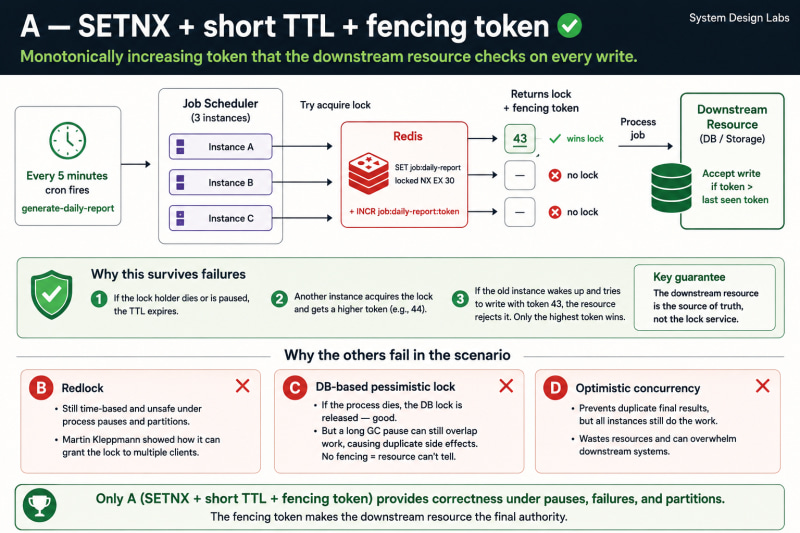 A — SETNX + short TTL + fencing token
System Design Labs
Monotonically increasing token that the downstream resource checks on every write.
Every 5 minutes
cron fires
generate-daily-report
Job Scheduler
(3 instances)
Instance A
Instance B
Instance C
Try acquire lock
Redis
SET job:daily-report
locked NX EX 30
+ INCR job:daily-report:token
Returns lock
+ fencing token
43
wins lock
—
no lock
—
no lock
Process
job
Downstream
Resource
(DB / Storage)
Accept write
if token >
last seen token
Why this survives failures
1
If the lock holder dies or is paused,
the TTL expires.
2
Another instance acquires the lock
and gets a higher token (e.g., 44).
3
If the old instance wakes up and tries
to write with token 43, the resource
rejects it. Only the highest token wins.
Key guarantee
The downstream resource
is the source of truth,
not the lock service.
Why the others fail in the scenario
B
Redlock
• Still time-based and unsafe under
process pauses and partitions.
• Martin Kleppmann showed how it can
grant the lock to multiple clients.
C
DB-based pessimistic lock
• If the process dies, the DB lock is
released — good.
• But a long GC pause can still overlap
work, causing duplicate side effects.
No fencing = resource can't tell.
D
Optimistic concurrency
• Prevents duplicate final results,
but all instances still do the work.
• Wastes resources and can overwhelm
downstream systems.
Only A (SETNX + short TTL + fencing token) provides correctness under pauses, failures, and partitions.
The fencing token makes the downstream resource the final authority.